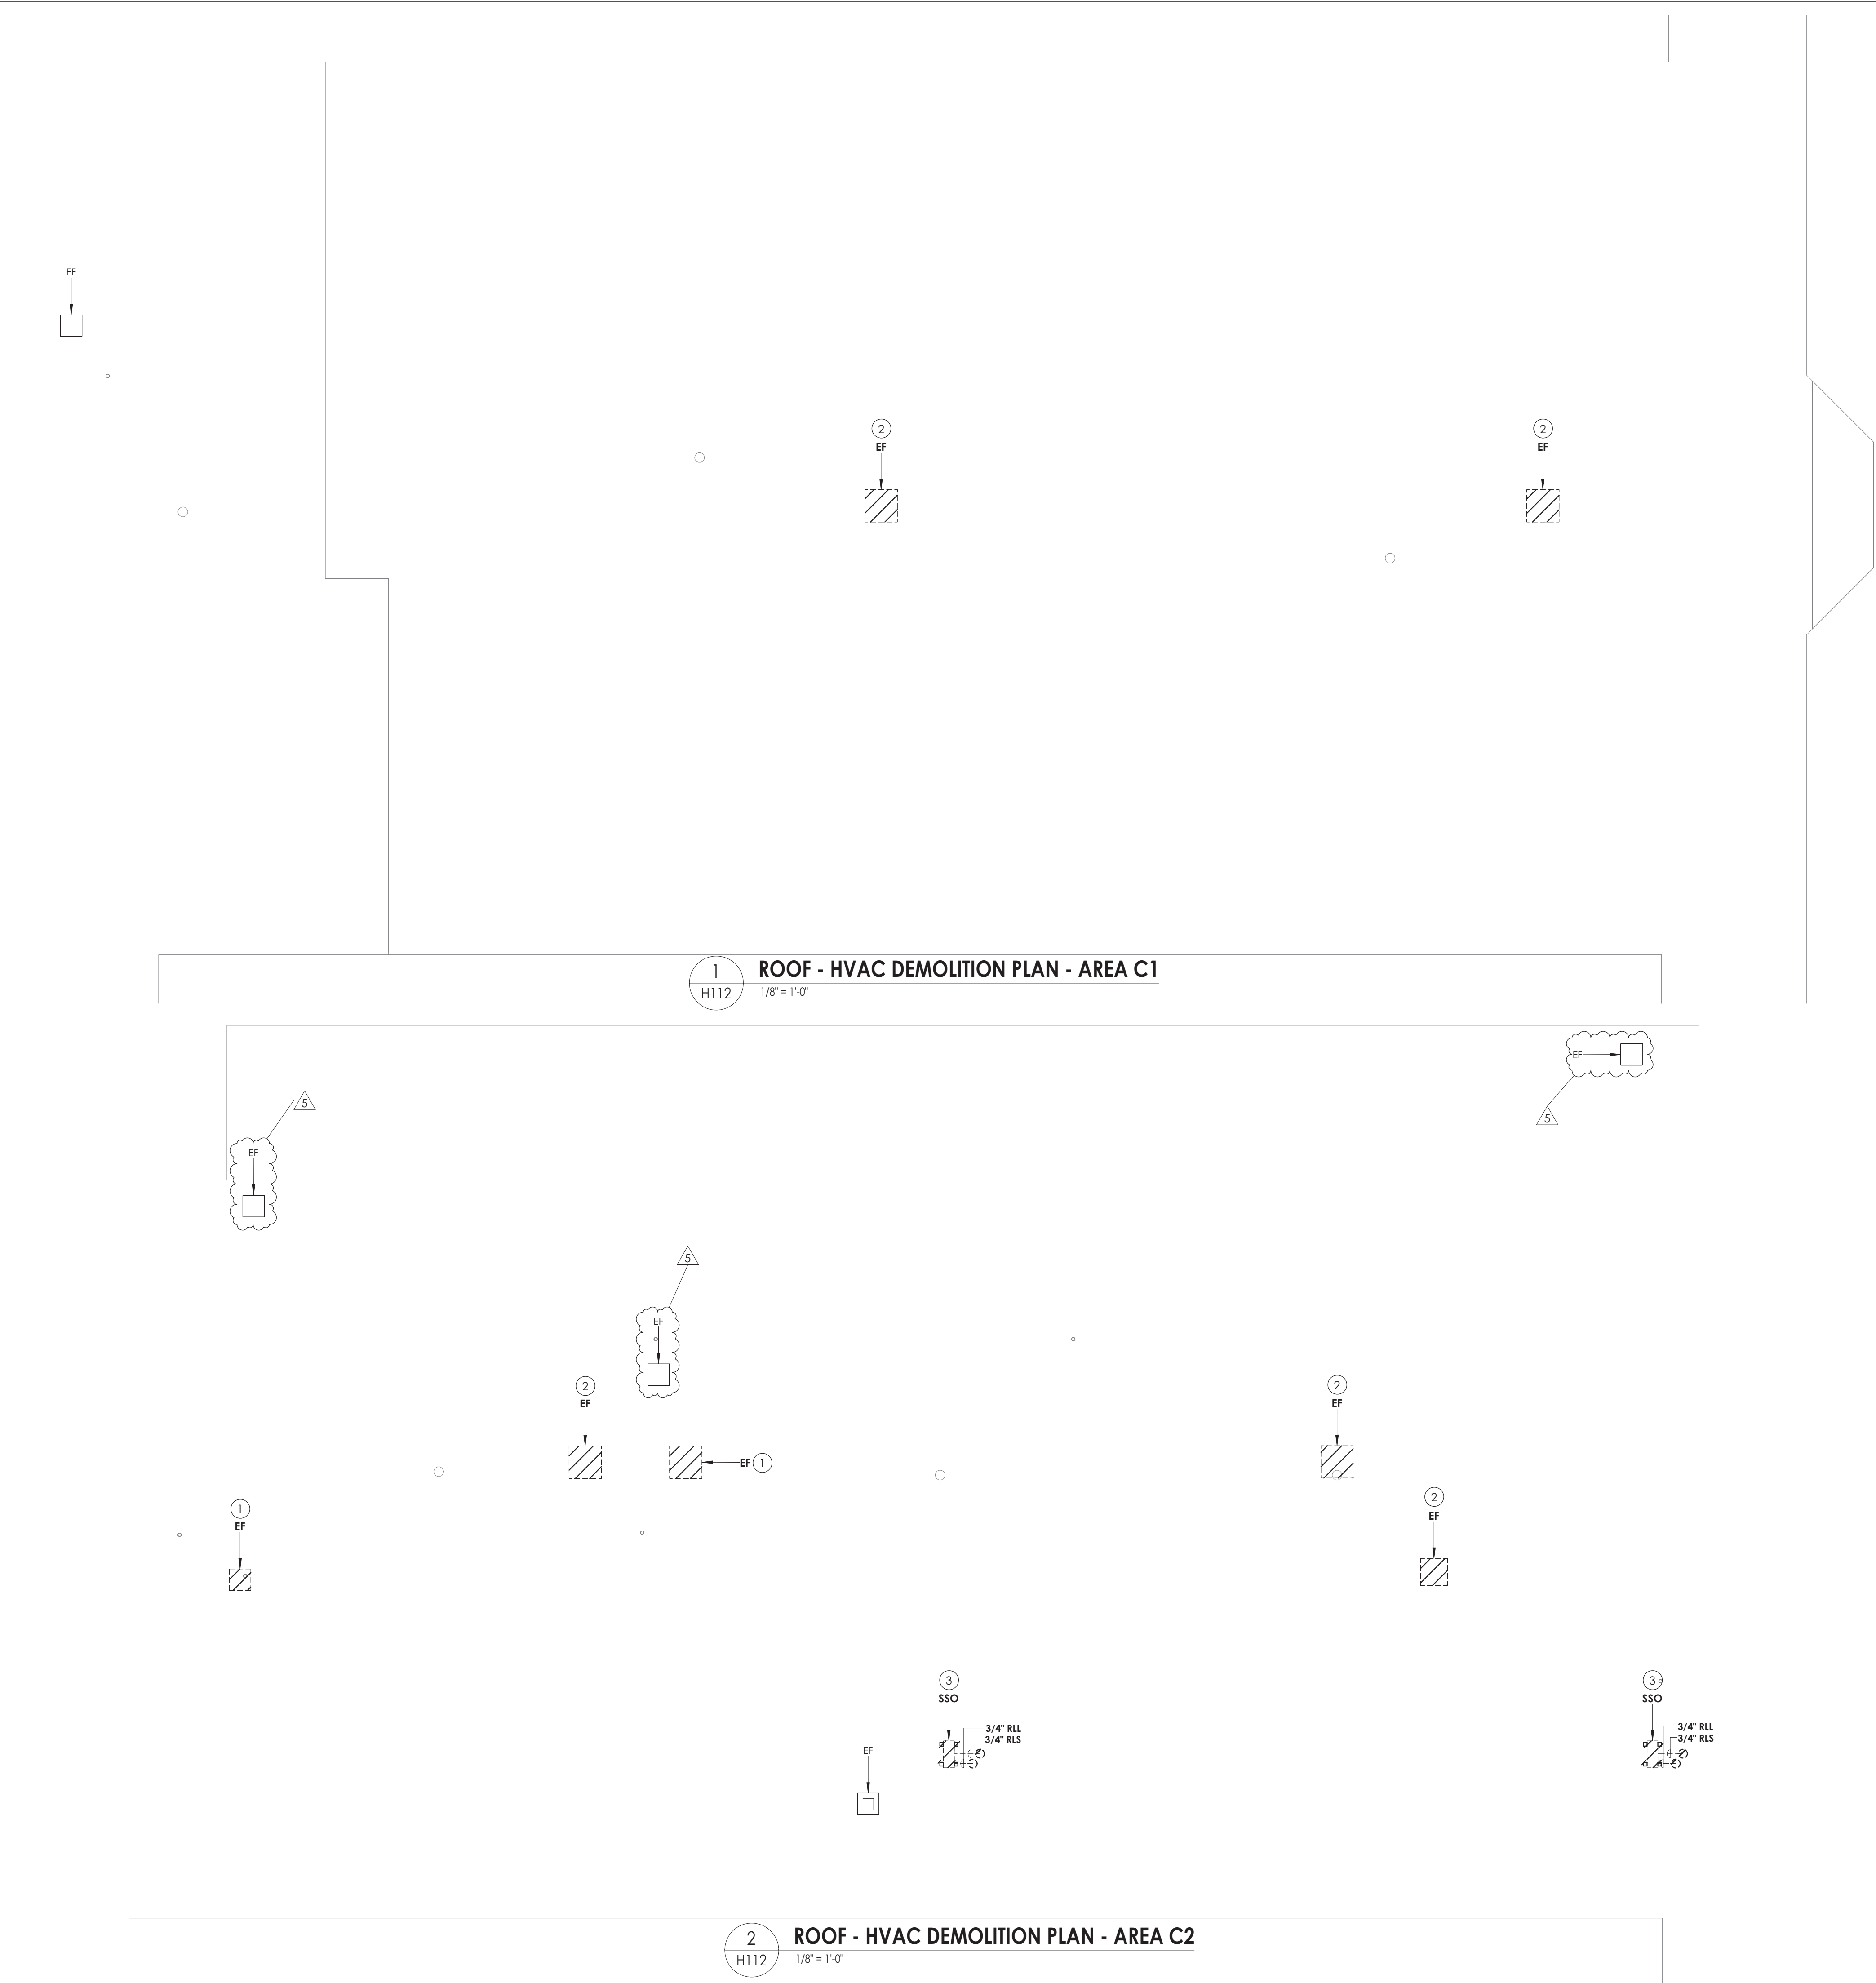 EF
2
EF
2
EF
1
H112
ROOF - HVAC DEMOLITION PLAN - AREA C1
1/8" = 1'-0"
EF
5
5
EF
5
EF
2
EF
2
EF
EF 1
2
EF
1
EF
3
SSO
3/4" RLL
3/4" RLS
3
SSO
3/4" RLL
3/4" RLS
EF
2
H112
ROOF - HVAC DEMOLITION PLAN - AREA C2
1/8" = 1'-0"